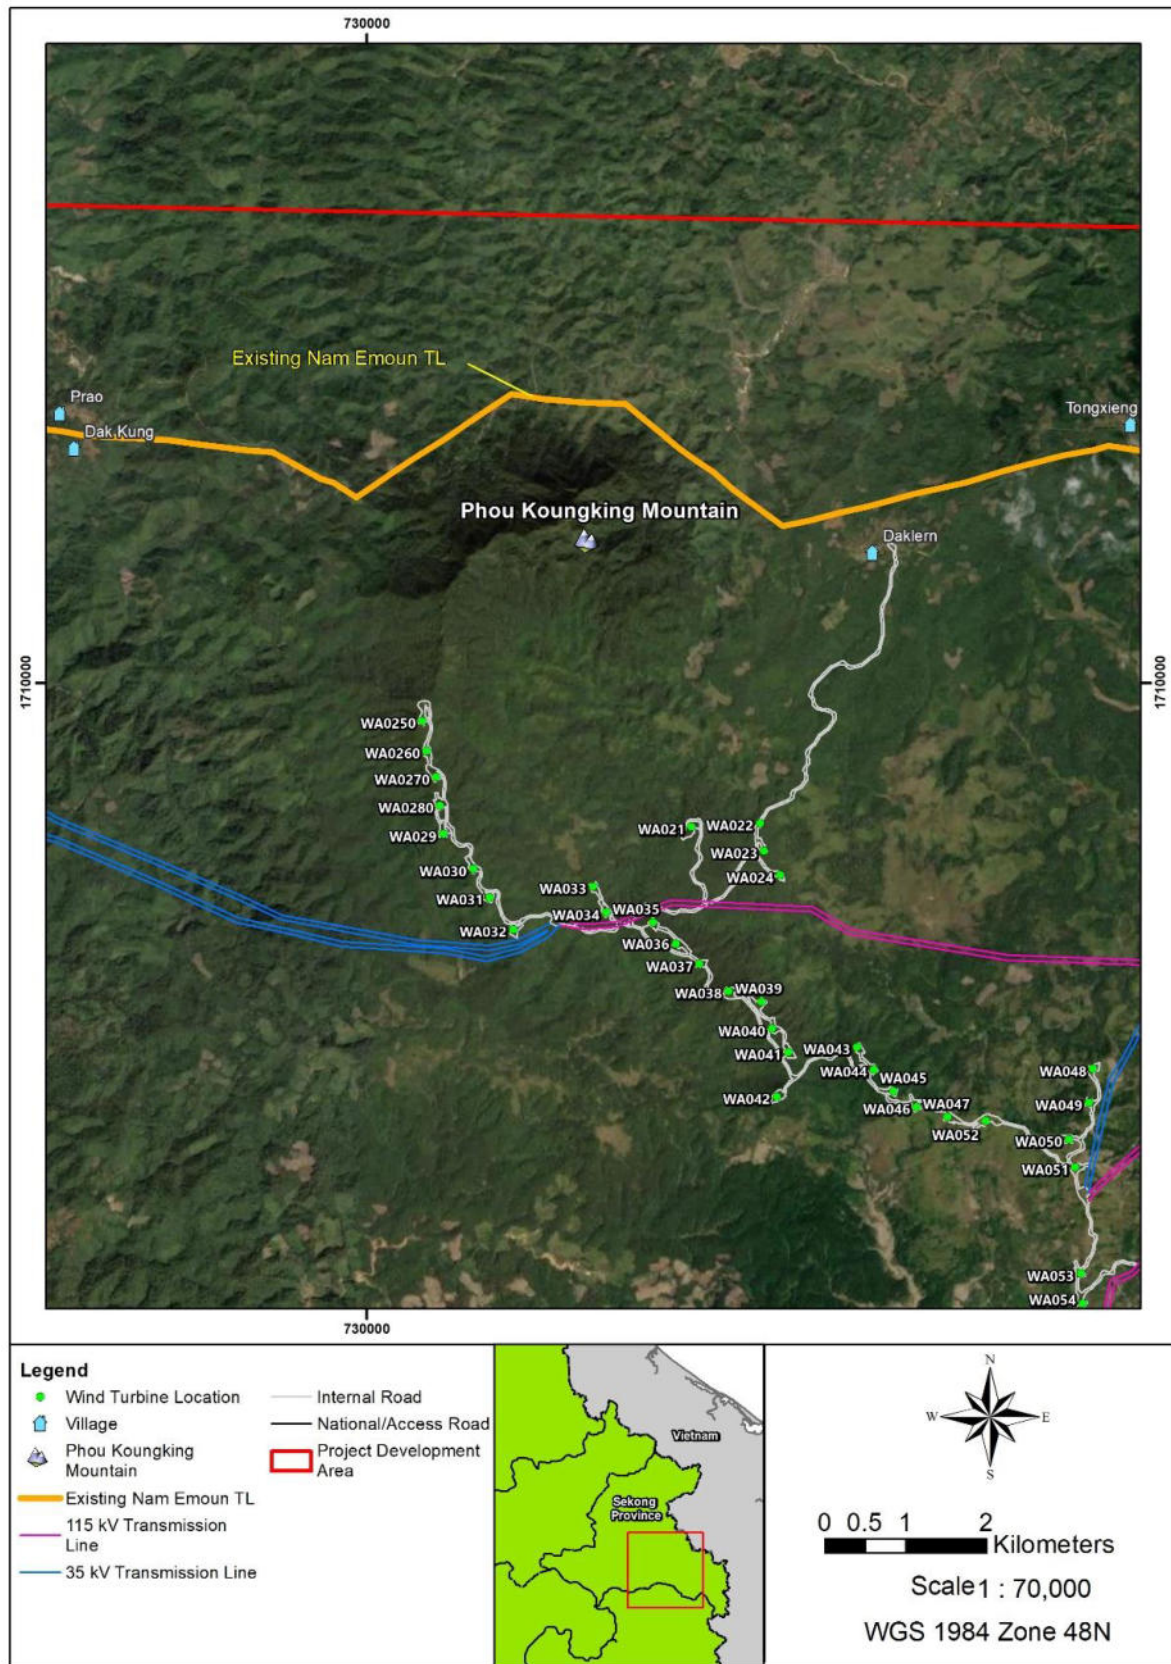 730000
Existing Nam Emoun TL
Prao
Tongxieng
Dak Kung
Phou Koungking Mountain
Daklern
1710000
1710000
WA0250
WA0260
WA0270
WA0280
WA029
WA021
WA022
WA023
WA030
WA024
WA033
WA031
WA034
WA035
WA032
WA036
WA037
WA038
WA039
WA040
WA041
WA043
WA044
WA048
WA045
WA042
WA046
WA047
WA049
WA052
WA050
WA051
WA053
WA054
730000
Legend
Wind Turbine Location
Village
Phou Koungking
Mountain
Existing Nam Emoun TL
115 kV Transmission
Line
35 kV Transmission Line
Internal Road
National/Access Road
Project Development
Area
Vietnam
Sekong
Province
N
W
E
S
0 0.5 1 2
Kilometers
Scale 1 : 70,000
WGS 1984 Zone 48N